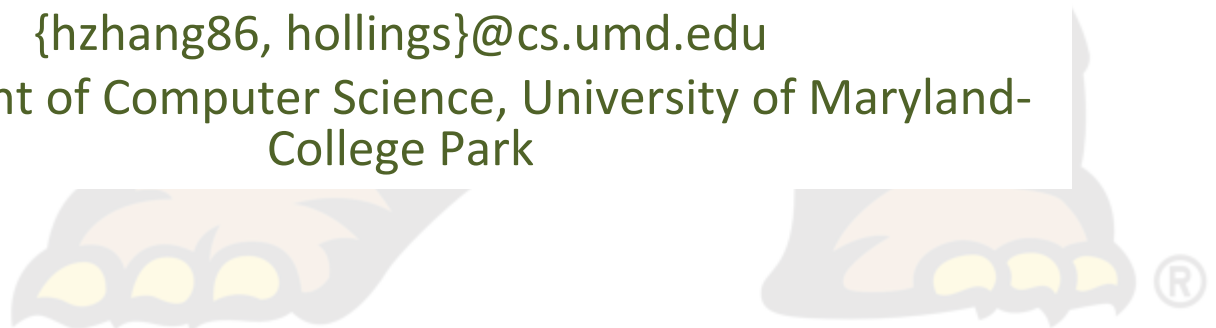 {hzhang86, hollings}@cs.umd.edu
nt of Computer Science, University of Maryland-
College Park
®